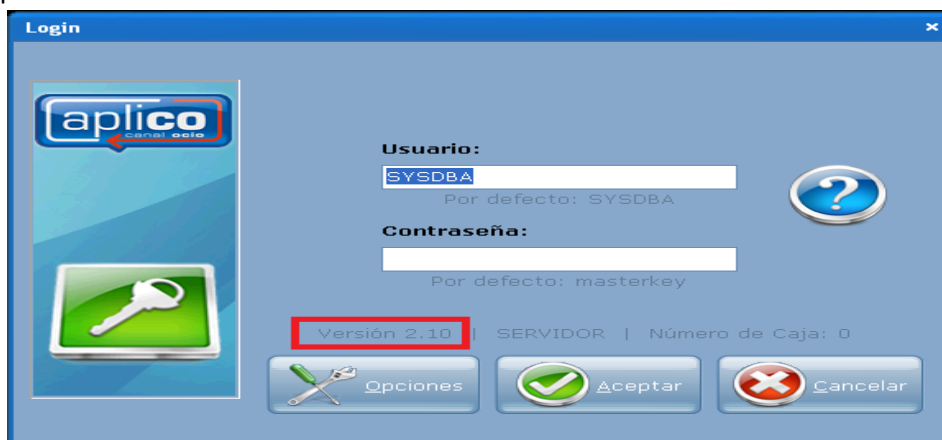 Login
aplico
canal ocio
Usuario:
SYSDBA
Por defecto: SYSDBA
Contraseña:
Por defecto: masterkey
Versión 2.10 | SERVIDOR | Número de Caja: 0
Opciones
Aceptar
Cancelar